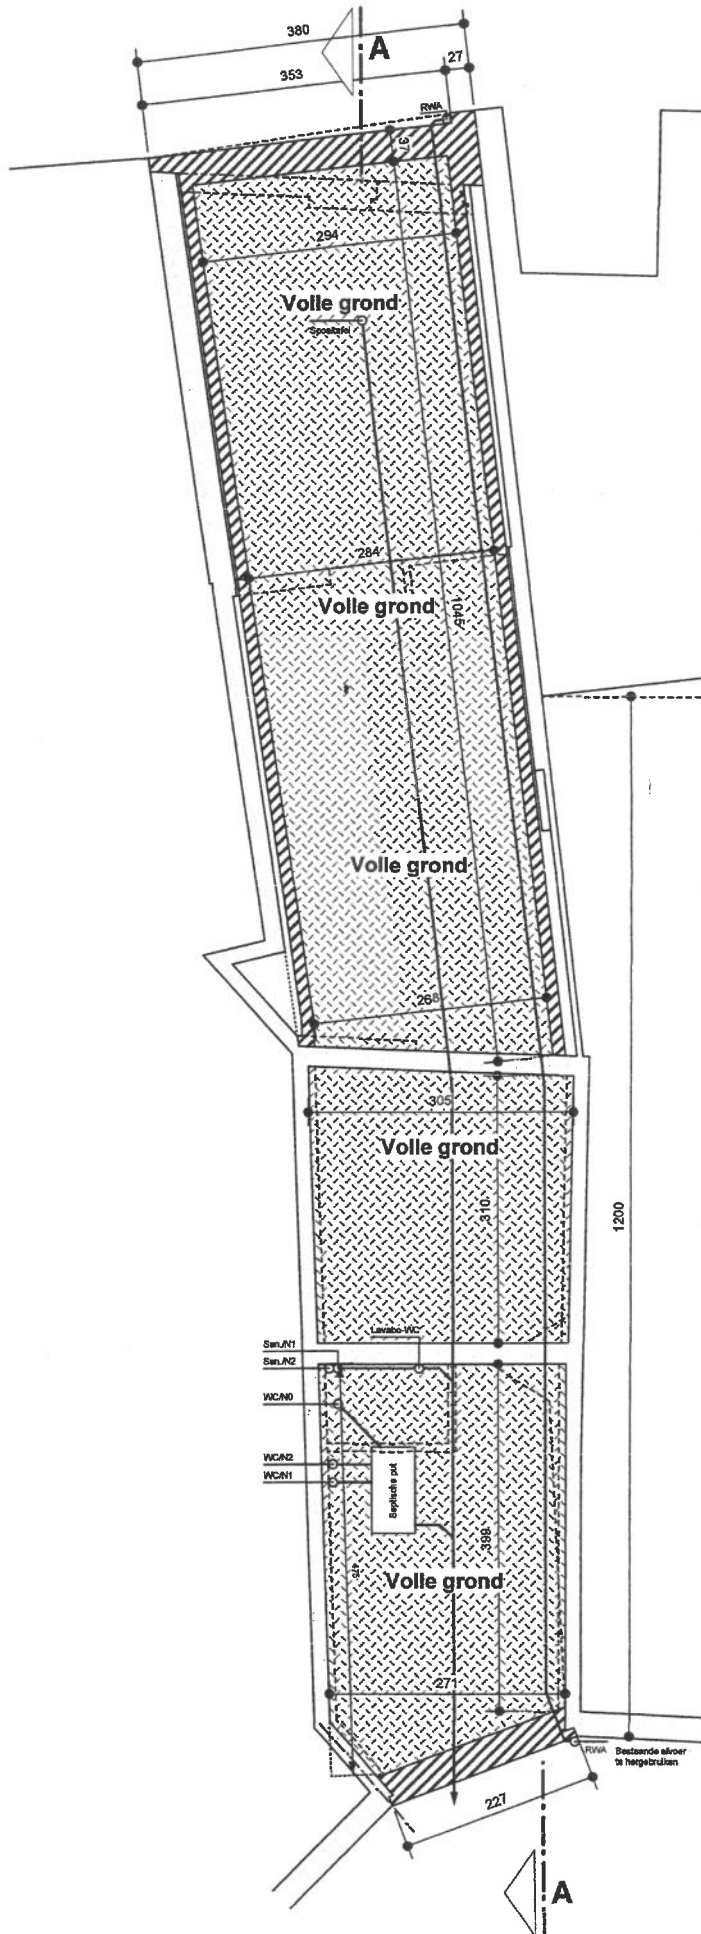 380
A
353
27
RWA
37
294
Volle grond
Spoeltafel
284
Volle grond
1045
Volle grond
268
305
Volle grond
310
1200
Lavabo-WC
San./N1
San./N2
WC/N0
WC/N2
WC/N1
Septische put
399
475
Volle grond
271
RWA
Bestaande afvoer
te hergebruiken
227
A